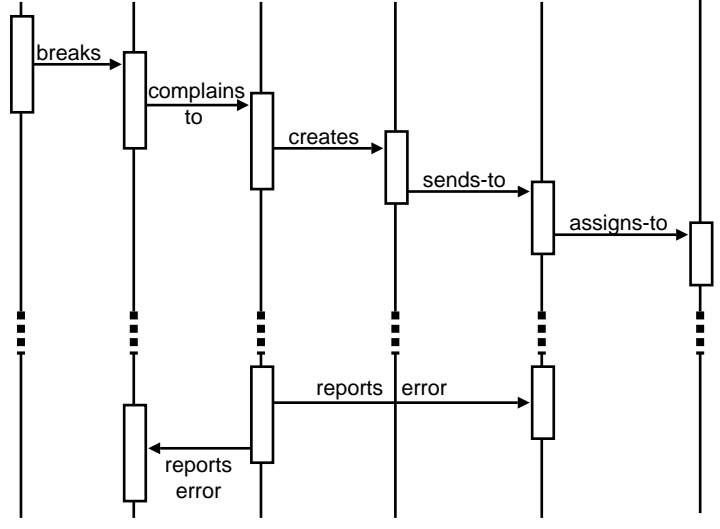 breaks
complains
to
creates
sends-to
assigns-to
reports error
reports
error